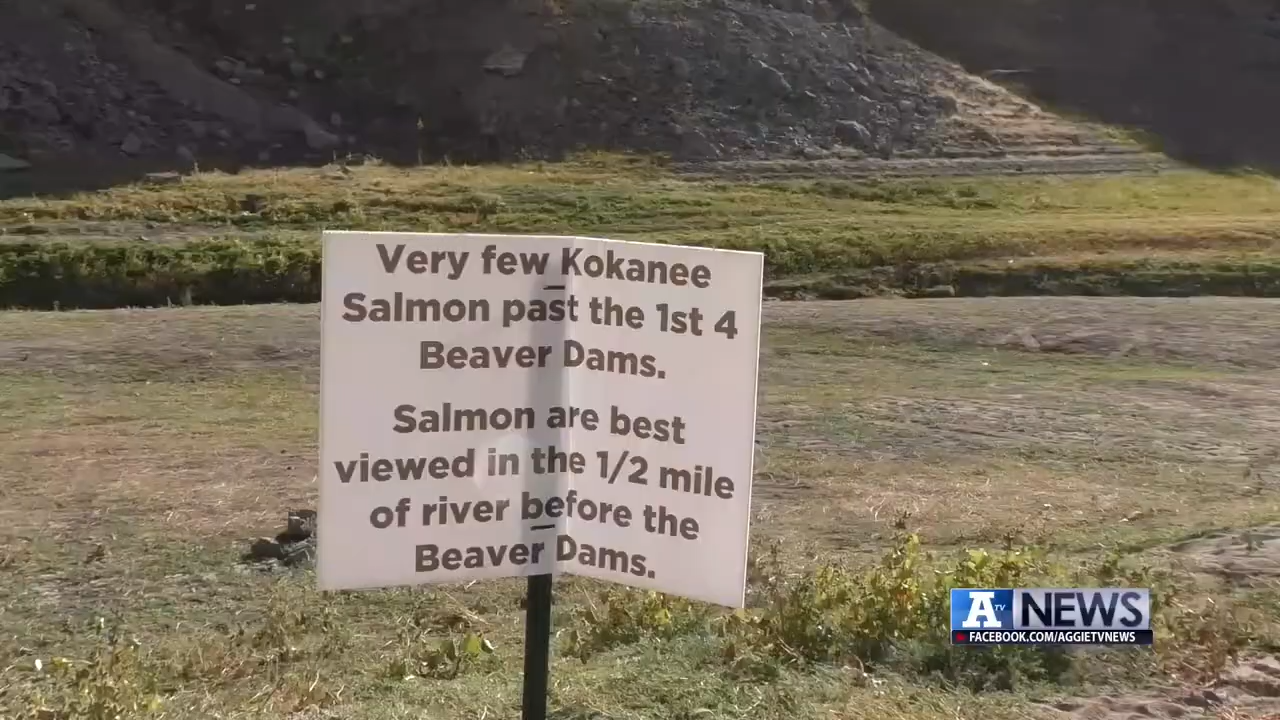 Very few Kokanee
Salmon past the 1st 4
Beaver Dams.
Salmon are best
viewed in the 1/2 mile
of river before the
Beaver Dams.
A TV NEWS
FACEBOOK.COM/AGGIETVNEWS